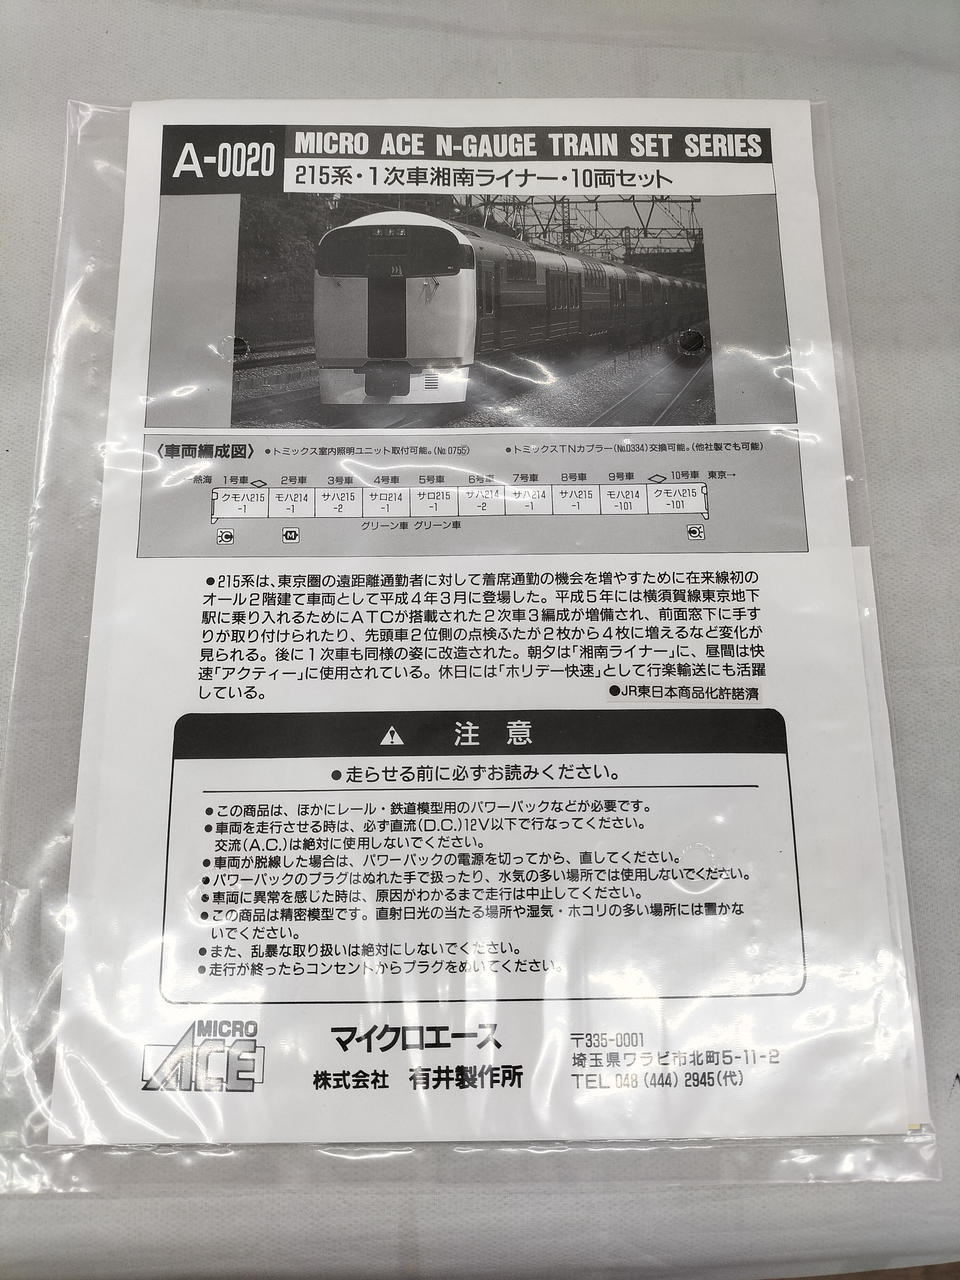 A-0020
MICRO ACE N-GAUGE TRAIN SET SERIES
215系・1次車湘南ライナー・10両セット
〈車両編成図〉 ●トミックス室内照明ユニット取付可能。(№0755) ●トミックスTNカプラー(№0334)交換可能。(他社製でも可能)
←熱海 1号車 2号車 3号車 4号車 5号車 6号車 7号車 8号車 9号車 10号車 東京→
クモハ215 モハ214 サハ215 サロ214 サロ215 サハ214 サハ214 サハ215 モハ214 クモハ215
-1 -1 -2 -1 -1 -2 -1 -1 -101 -101
グリーン車 グリーン車
C M C
●215系は、東京圏の遠距離通勤者に対して着席通勤の機会を増やすために在来線初の
オール2階建て車両として平成4年3月に登場した。平成5年には横須賀線東京地下
駅に乗り入れるためにATCが搭載された2次車3編成が増備され、前面窓下に手す
りが取り付けられたり、先頭車2位側の点検ふたが2枚から4枚に増えるなど変化が
見られる。後に1次車も同様の姿に改造された。朝夕は「湘南ライナー」に、昼間は快
速「アクティー」に使用されている。休日には「ホリデー快速」として行楽輸送にも活躍
している。
●JR東日本商品化許諾済
注 意
●走らせる前に必ずお読みください。
●この商品は、ほかにレール・鉄道模型用のパワーパックなどが必要です。
●車両を走行させる時は、必ず直流(D.C.)12V以下で行なってください。
交流(A.C.)は絶対に使用しないでください。
●車両が脱線した場合は、パワーパックの電源を切ってから、直してください。
●パワーパックのプラグはぬれた手で扱ったり、水気の多い場所では使用しないでください。
●車両に異常を感じた時は、原因がわかるまで走行は中止してください。
●この商品は精密模型です。直射日光の当たる場所や湿気・ホコリの多い場所には置かな
いでください。
●また、乱暴な取り扱いは絶対にしないでください。
●走行が終ったらコンセントからプラグをぬいてください。
MICRO
ACE
マイクロエース
株式会社 有井製作所
〒335-0001
埼玉県ワラビ市北町5-11-2
TEL 048 (444) 2945(代)